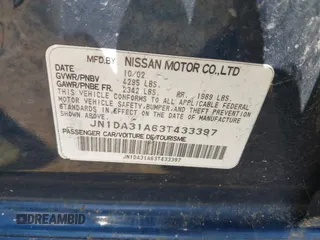 MFD.BY NISSAN MOTOR CO.,LTD
DATE 10/02
GVWR/PNBV 4295 LBS.
GAWR/PNBE FR. 2342 LBS. RR. 1989 LBS.
THIS VEHICLE CONFORMS TO ALL APPLICABLE FEDERAL
MOTOR VEHICLE SAFETY,BUMPER, AND THEFT
PREVENTION STANDARDS IN EFFECT ON THE DATE OF
MANUFACTURE SHOWN ABOVE.
JN1DA31A63T433397
PASSENGER CAR/VOITURE DE/TOURISME
JN1DA31A63T433397
DREAMBID